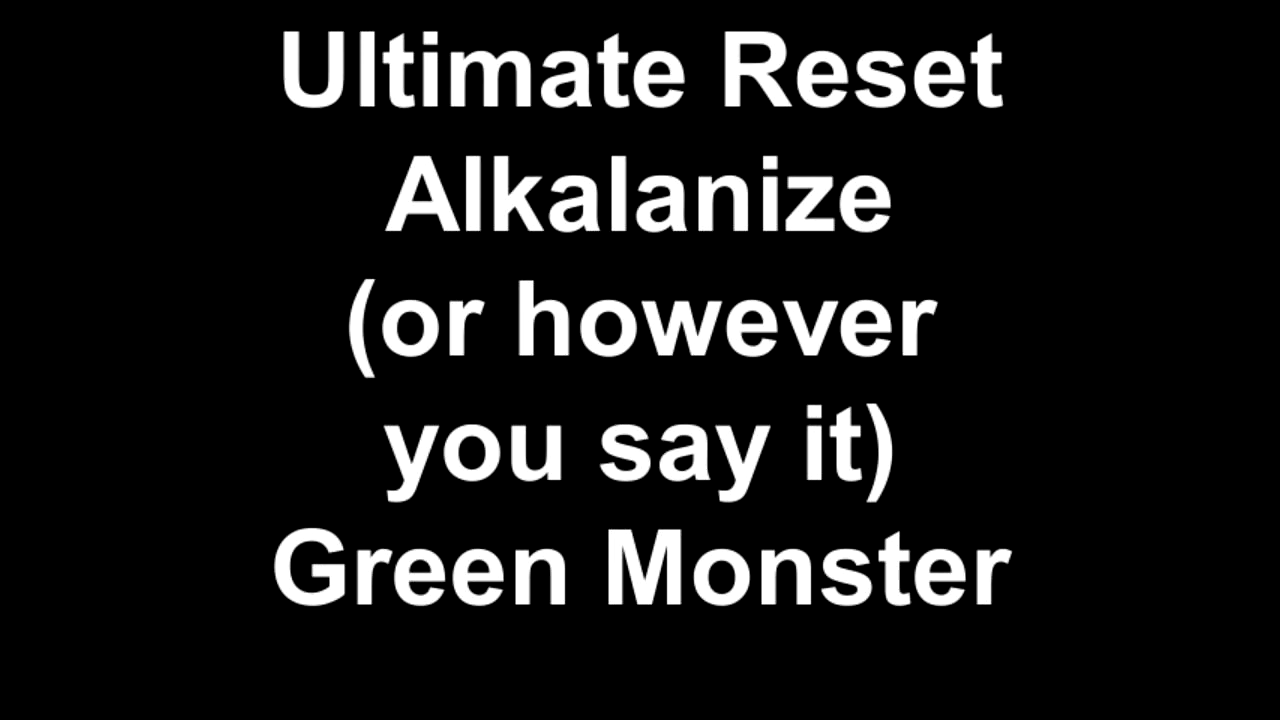 Ultimate Reset
Alkalanize
(or however
you say it)
Green Monster